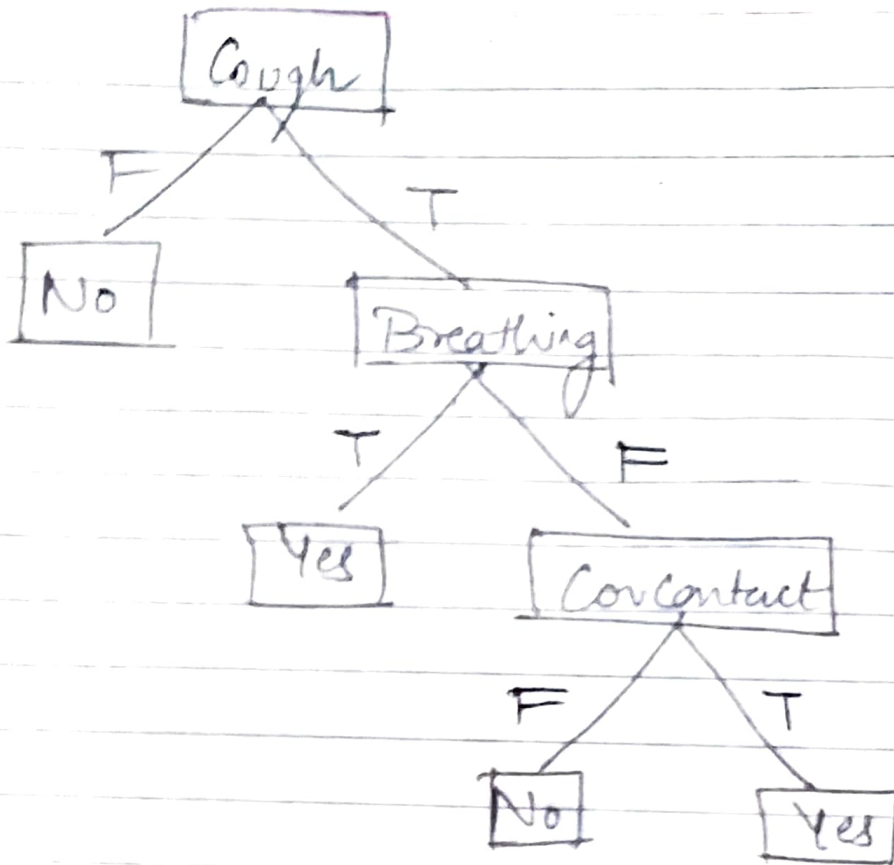 Cough
F T
No
Breathing
T F
Yes
CovContact
F T
No Yes